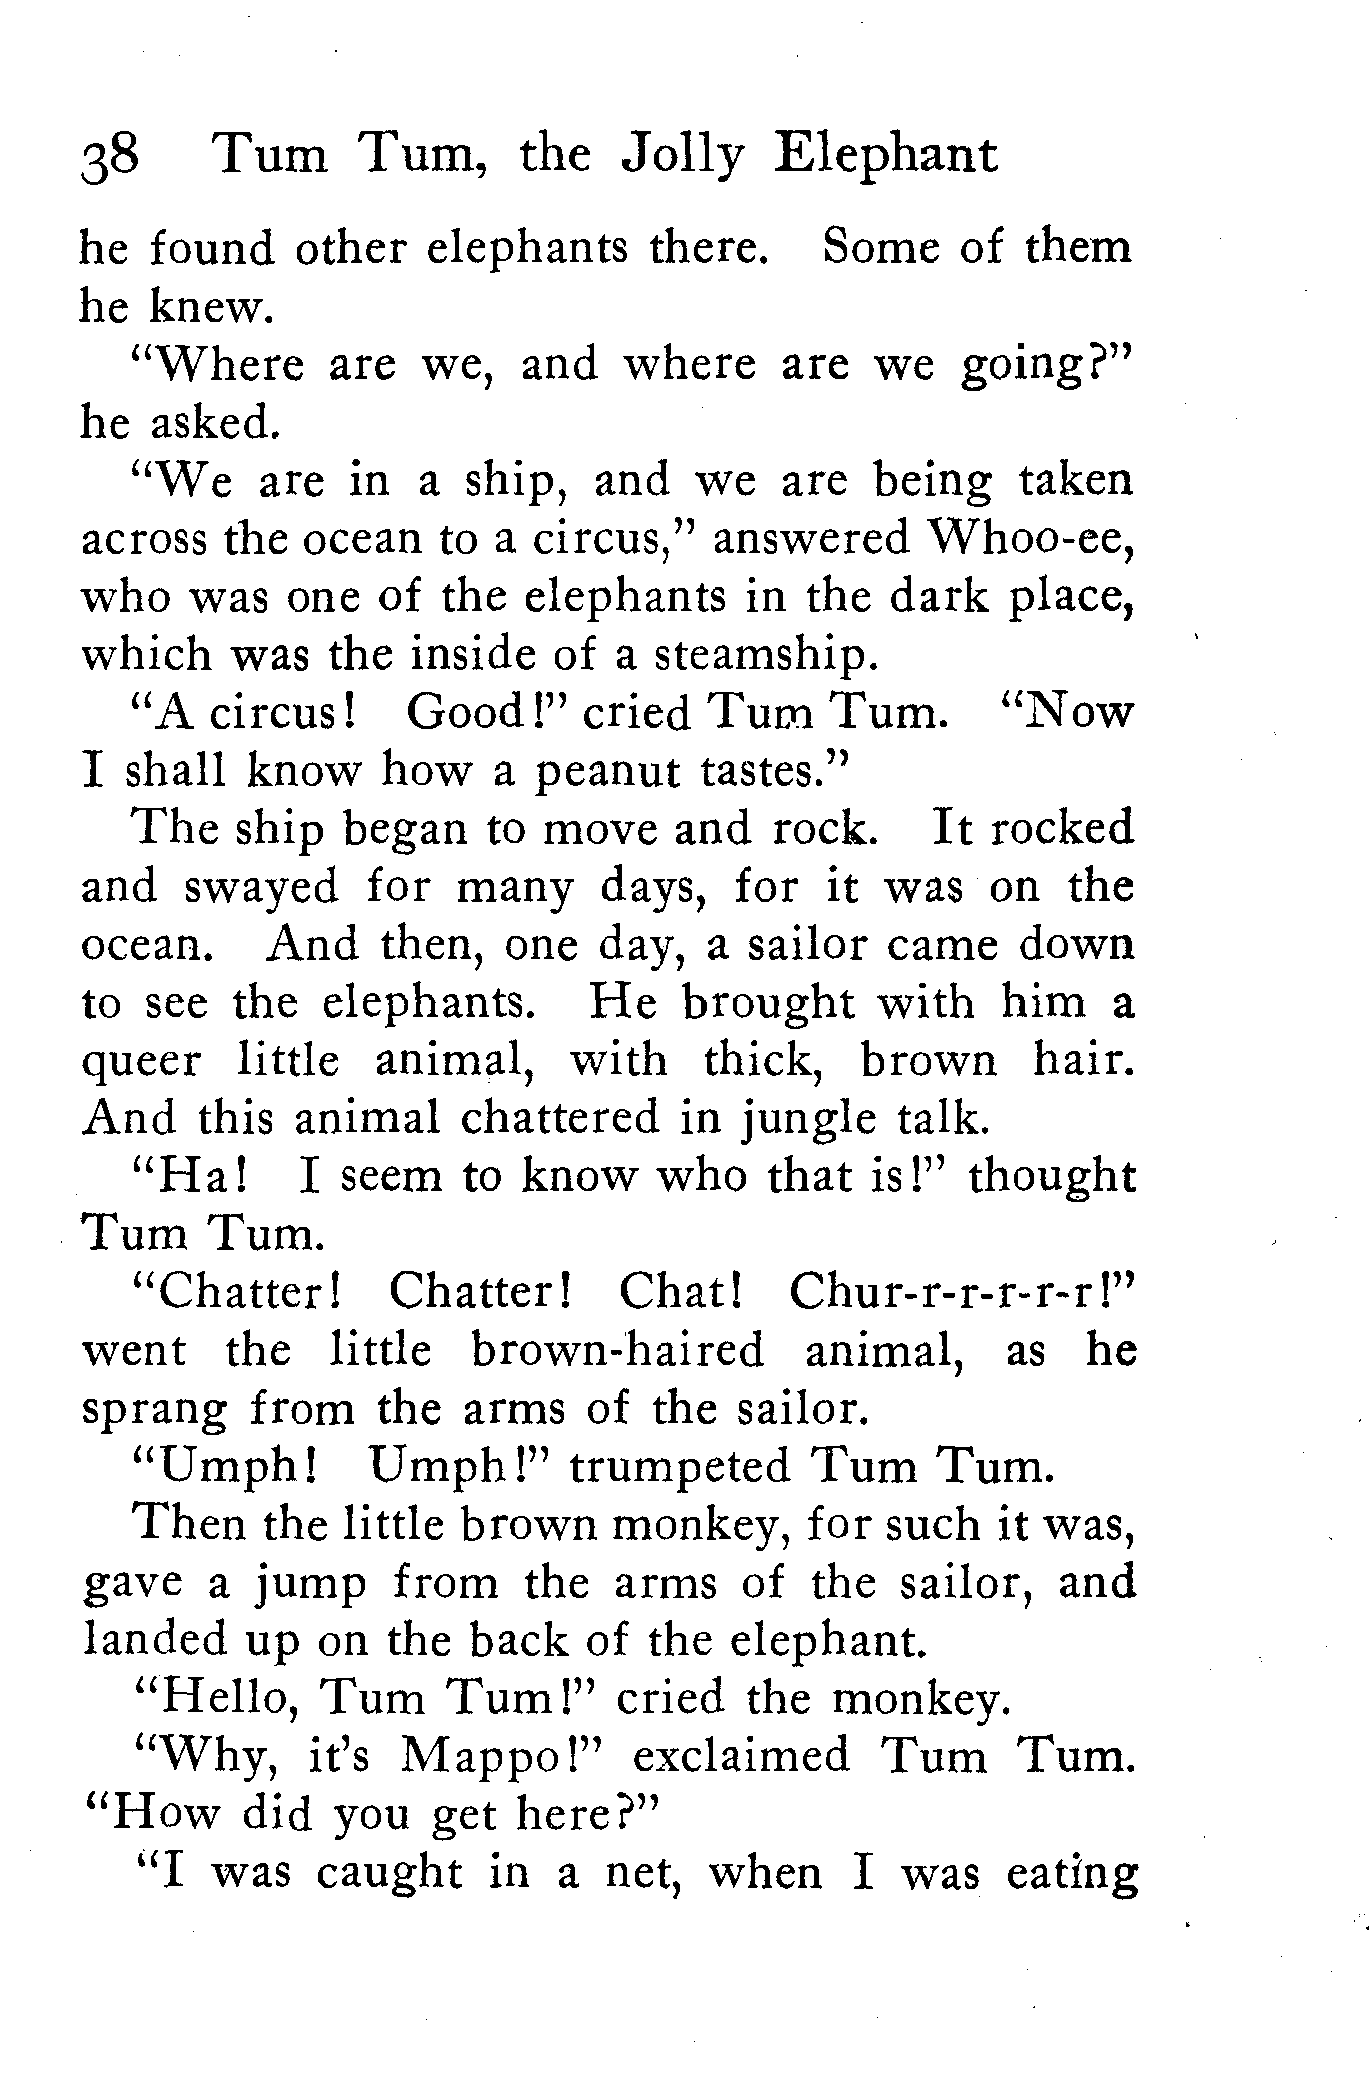 38 Tum Tum, the Jolly Elephant
he found other elephants there. Some of them
he knew.
“Where are we, and where are we going?”
he asked.
“We are in a ship, and we are being taken
across the ocean to a circus,” answered Whoo-ee,
who was one of the elephants in the dark place,
which was the inside of a steamship.
“A circus! Good!” cried Tum Tum. “Now
I shall know how a peanut tastes.”
The ship began to move and rock. It rocked
and swayed for many days, for it was on the
ocean. And then, one day, a sailor came down
to see the elephants. He brought with him a
queer little animal, with thick, brown hair.
And this animal chattered in jungle talk.
“Ha! I seem to know who that is!” thought
Tum Tum.
“Chatter! Chatter! Chat! Chur-r-r-r-r-r!”
went the little brown-haired animal, as he
sprang from the arms of the sailor.
“Umph! Umph!” trumpeted Tum Tum.
Then the little brown monkey, for such it was,
gave a jump from the arms of the sailor, and
landed up on the back of the elephant.
“Hello, Tum Tum!” cried the monkey.
“Why, it’s Mappo!” exclaimed Tum Tum.
“How did you get here?”
“I was caught in a net, when I was eating